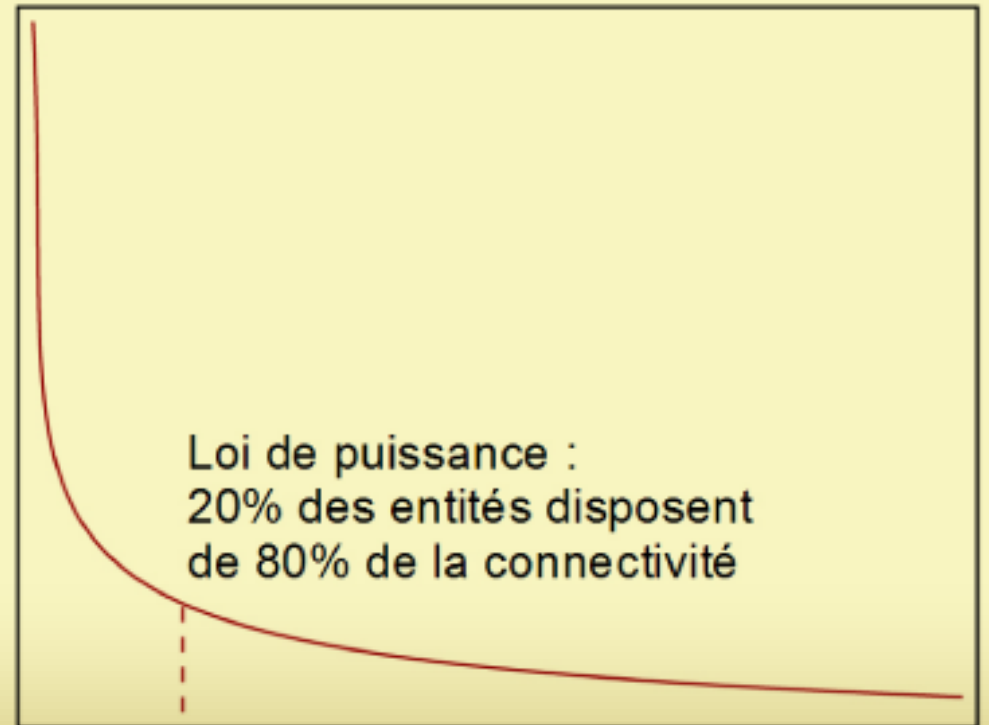 Loi de puissance :
20% des entités disposent
de 80% de la connectivité